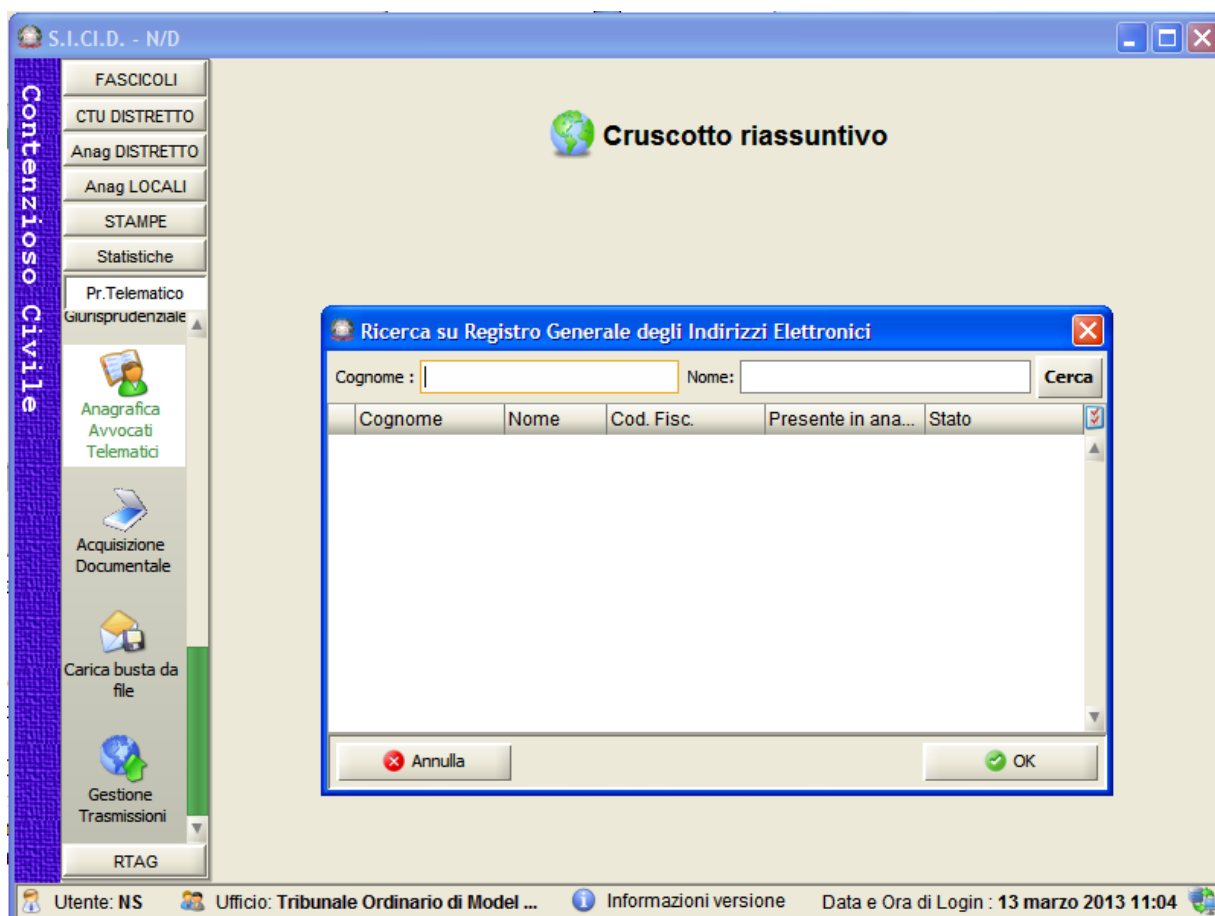 S.I.CI.D. - N/D
Contenzioso Civile
FASCICOLI
CTU DISTRETTO
Anag DISTRETTO
Anag LOCALI
STAMPE
Statistiche
Pr.Telematico
Giurisprudenziale
Anagrafica
Avvocati
Telematici
Acquisizione
Documentale
Carica busta da
file
Gestione
Trasmissioni
RTAG
Cruscotto riassuntivo
Ricerca su Registro Generale degli Indirizzi Elettronici
Cognome : Nome: Cerca
Cognome Nome Cod. Fisc. Presente in ana... Stato
Annulla OK
Utente: NS Ufficio: Tribunale Ordinario di Model ... Informazioni versione Data e Ora di Login : 13 marzo 2013 11:04